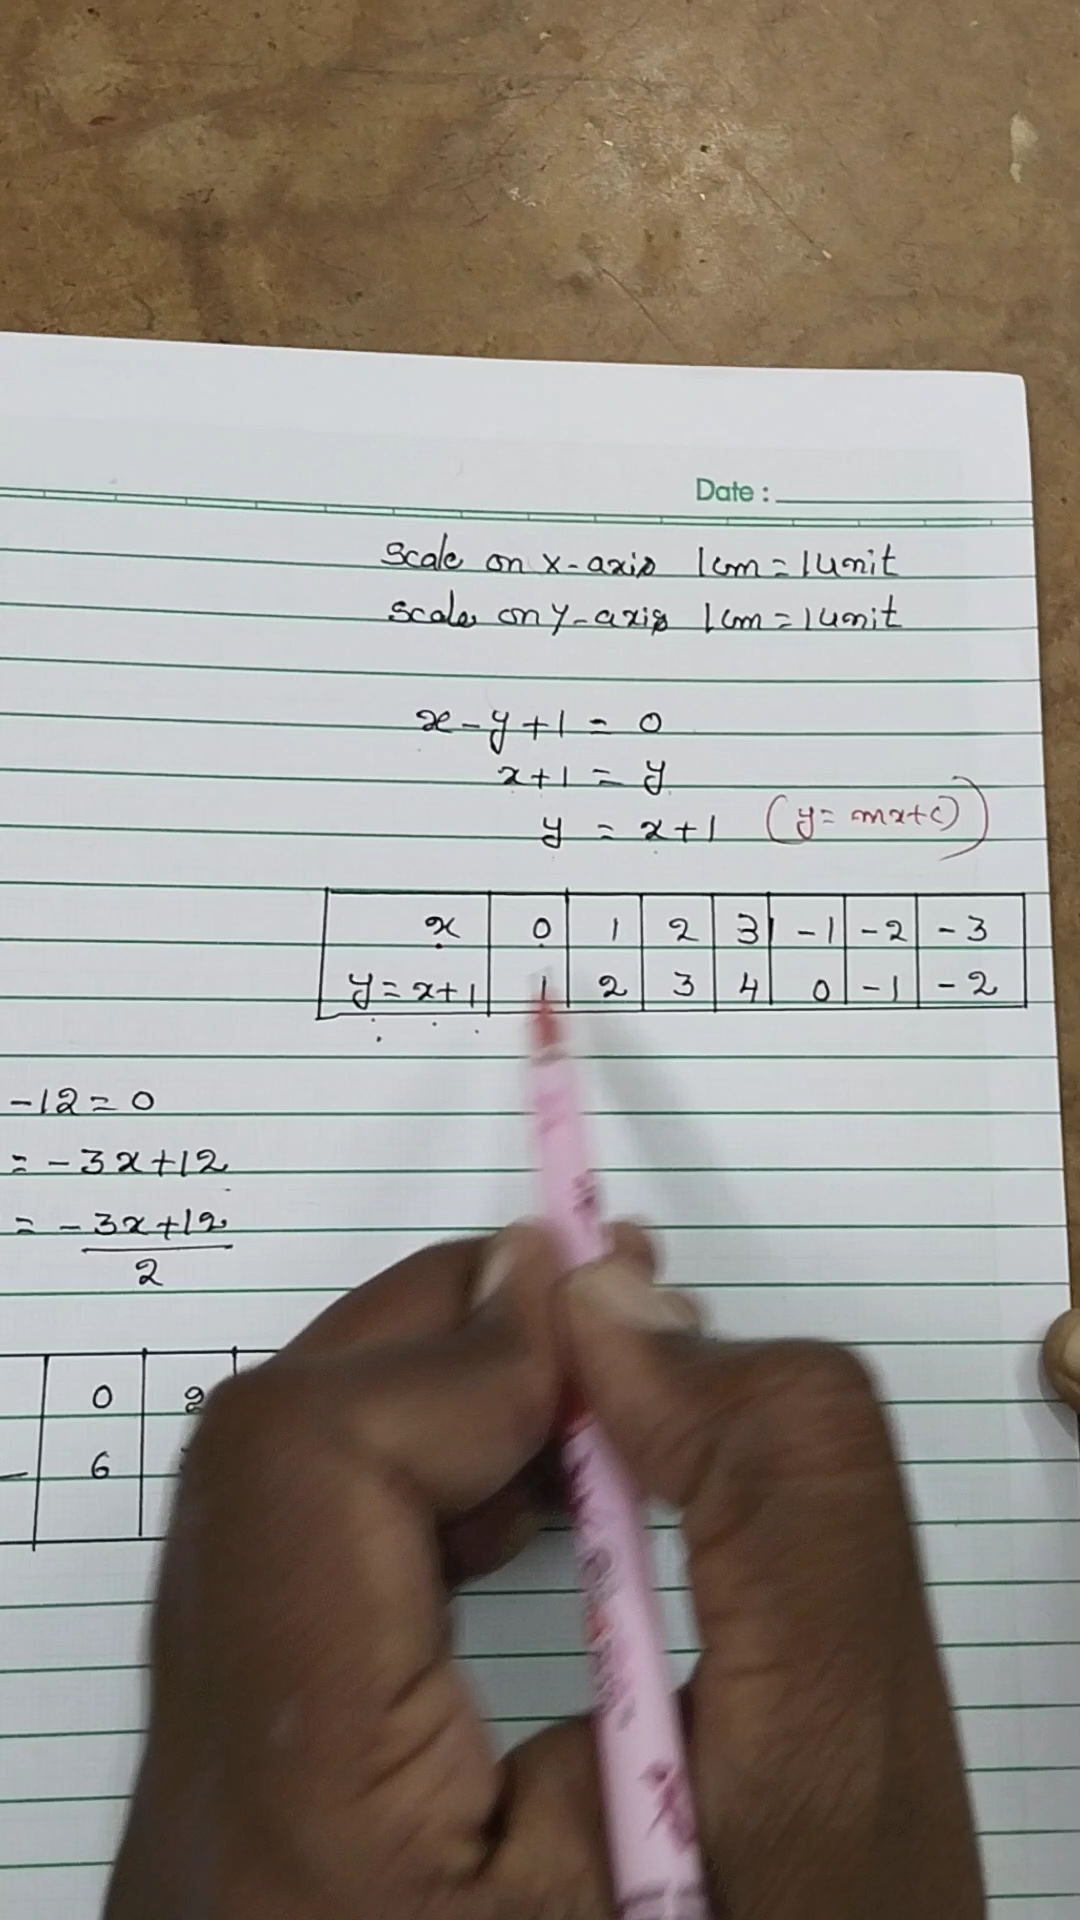 Date :
Scale on x-axis 1cm = 1unit
Scale on y-axis 1cm = 1unit
x - y + 1 = 0
x + 1 = y
y = x + 1 (y = mx + c)
x 0 1 2 3 -1 -2 -3
y = x + 1 1 2 3 4 0 -1 -2
-12 = 0
= -3x + 12
= -3x + 12
2
0 2
6